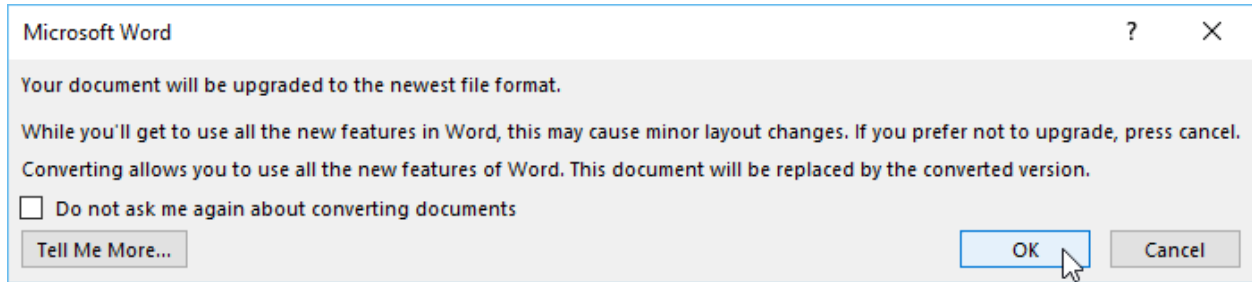 Microsoft Word ?
Your document will be upgraded to the newest file format.
While you'll get to use all the new features in Word, this may cause minor layout changes. If you prefer not to upgrade, press cancel.
Converting allows you to use all the new features of Word. This document will be replaced by the converted version.
Do not ask me again about converting documents
Tell Me More... OK Cancel